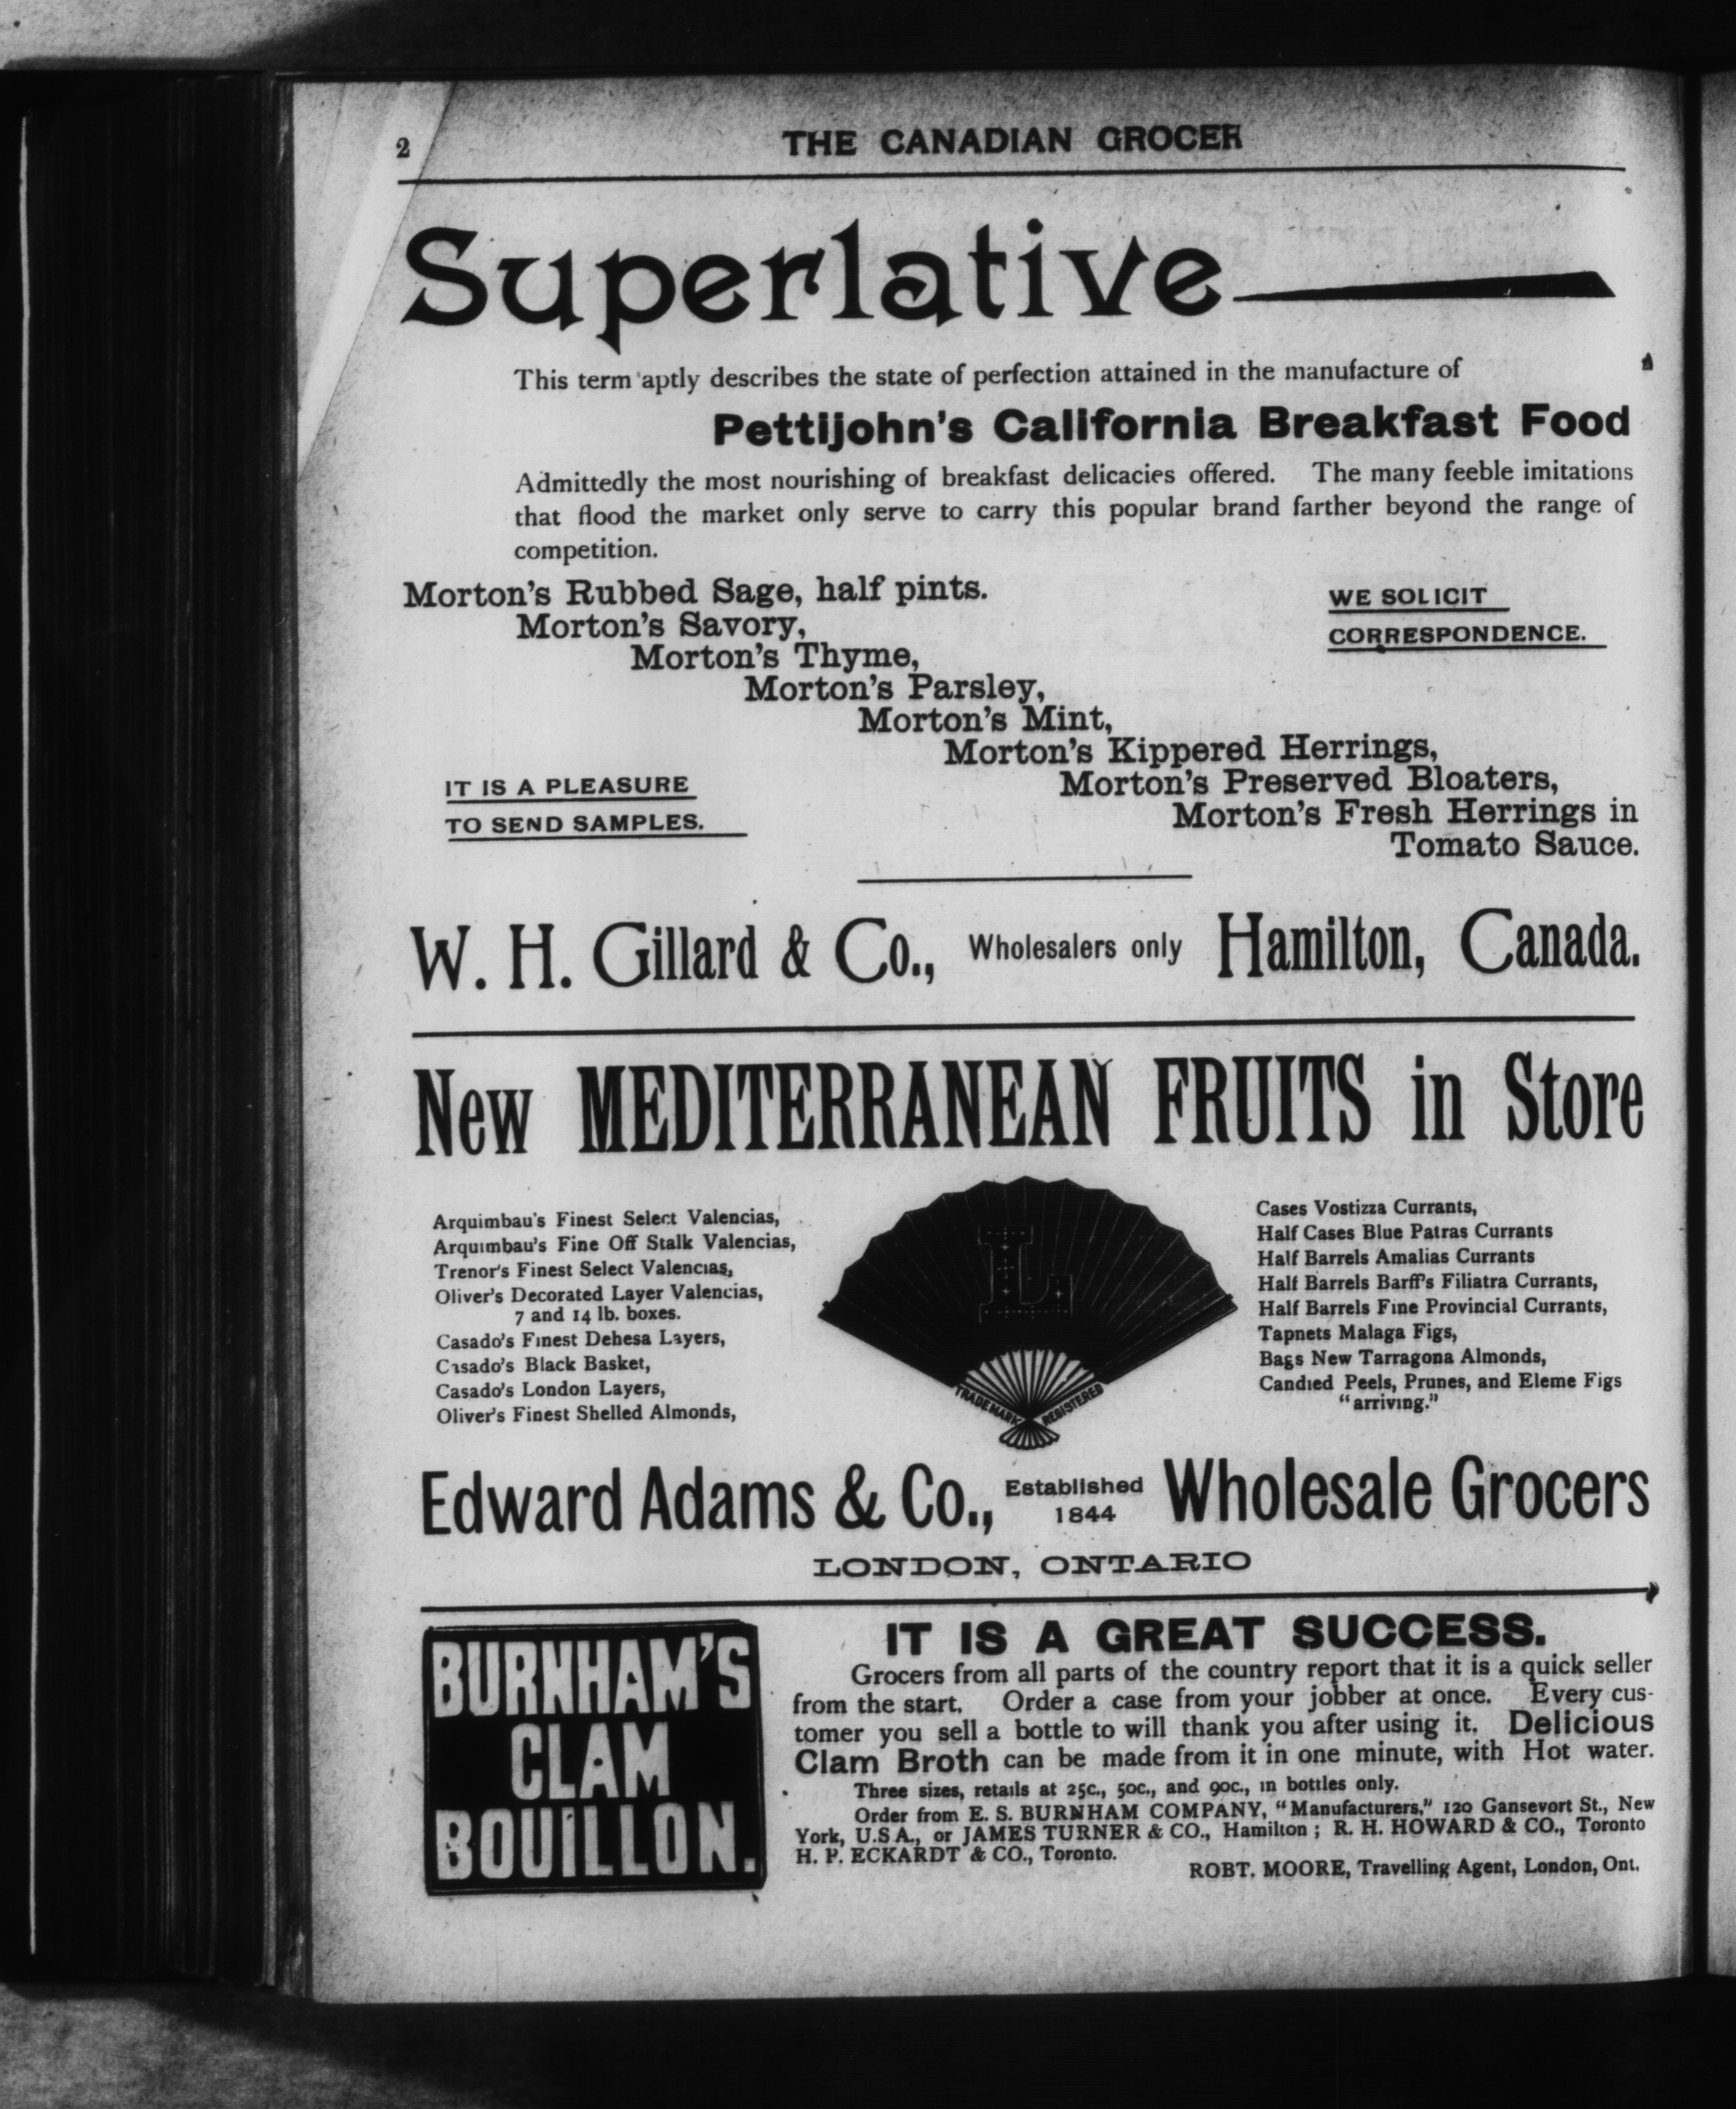 2
THE CANADIAN GROCER
Superlative
This term aptly describes the state of perfection attained in the manufacture of
Pettijohn's California Breakfast Food
Admittedly the most nourishing of breakfast delicacies offered. The many feeble imitations
that flood the market only serve to carry this popular brand farther beyond the range of
competition.
Morton's Rubbed Sage, half pints.
Morton's Savory,
Morton's Thyme,
Morton's Parsley,
Morton's Mint,
Morton's Kippered Herrings,
Morton's Preserved Bloaters,
Morton's Fresh Herrings in
Tomato Sauce.
WE SOLICIT
CORRESPONDENCE.
IT IS A PLEASURE
TO SEND SAMPLES.
W. H. Gillard & Co., Wholesalers only Hamilton, Canada.
New MEDITERRANEAN FRUITS in Store
Arquimbau's Finest Select Valencias,
Arquimbau's Fine Off Stalk Valencias,
Trenor's Finest Select Valencias,
Oliver's Decorated Layer Valencias,
7 and 14 lb. boxes.
Casado's Finest Dehesa Layers,
Casado's Black Basket,
Casado's London Layers,
Oliver's Finest Shelled Almonds,
L
TRADE MARK REGISTERED
Cases Vostizza Currants,
Half Cases Blue Patras Currants
Half Barrels Amalias Currants
Half Barrels Barff's Filiatra Currants,
Half Barrels Fine Provincial Currants,
Tapnets Malaga Figs,
Bags New Tarragona Almonds,
Candied Peels, Prunes, and Eleme Figs
"arriving."
Edward Adams & Co., Established 1844 Wholesale Grocers
LONDON, ONTARIO
BURNHAM'S
CLAM
BOUILLON.
IT IS A GREAT SUCCESS.
Grocers from all parts of the country report that it is a quick seller
from the start. Order a case from your jobber at once. Every cus-
tomer you sell a bottle to will thank you after using it. Delicious
Clam Broth can be made from it in one minute, with Hot water.
Three sizes, retails at 25c., 50c., and 90c., in bottles only.
Order from E. S. BURNHAM COMPANY, "Manufacturers," 120 Gansevort St., New
York, U.S.A., or JAMES TURNER & CO., Hamilton; R. H. HOWARD & CO., Toronto
H. P. ECKARDT & CO., Toronto.
ROBT. MOORE, Travelling Agent, London, Ont.